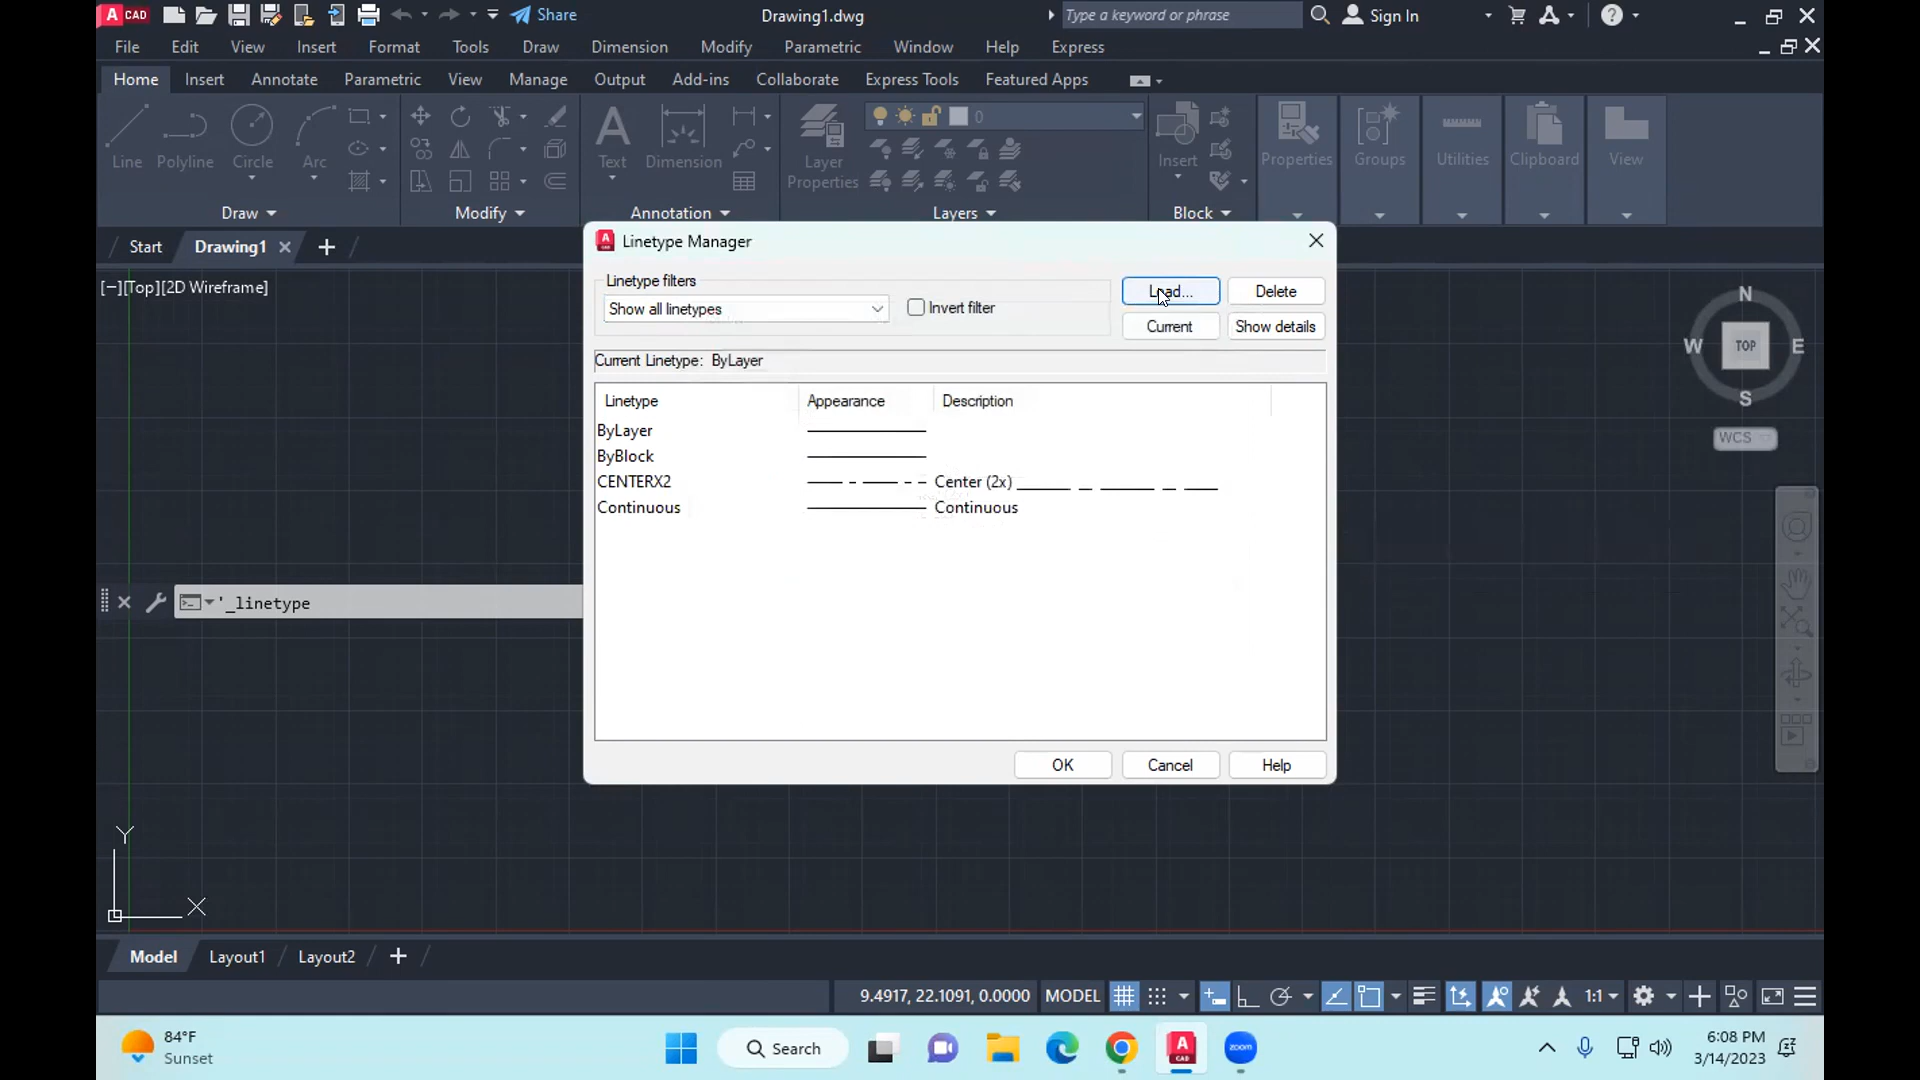 A CAD Share Drawing1.dwg Type a keyword or phrase Sign In
File Edit View Insert Format Tools Draw Dimension Modify Parametric Window Help Express
Home Insert Annotate Parametric View Manage Output Add-ins Collaborate Express Tools Featured Apps
0
Line Polyline Circle Arc Text Dimension Layer Properties Insert Properties Groups Utilities Clipboard View
Draw Modify Annotation Layers Block
Start Drawing1
Linetype Manager
[−][Top][2D Wireframe]
Linetype filters
Show all linetypes Invert filter
Load... Delete
Current Show details
Current Linetype: ByLayer
Linetype Appearance Description
ByLayer
ByBlock
CENTERX2 Center (2x)
Continuous Continuous
N
W TOP E
S
WCS
'_linetype
OK Cancel Help
Y
X
Model Layout1 Layout2
9.4917, 22.1091, 0.0000 MODEL 1:1
84°F
Sunset
Search
A CAD
zoom
6:08 PM
3/14/2023